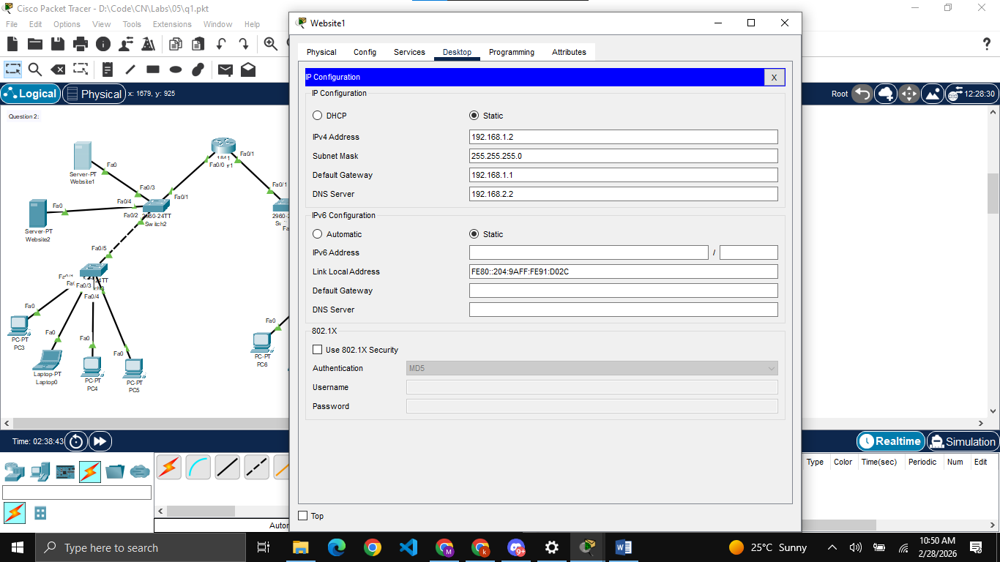 Cisco Packet Tracer - D:\Code\CN\Labs\05\q1.pkt
File Edit Options View Tools Extensions Window Help
Website1
Physical Config Services Desktop Programming Attributes
Logical Physical x: 1679, y: 925
Root 12:28:30
Question 2:
IP Configuration X
IP Configuration
DHCP Static
IPv4 Address 192.168.1.2
Subnet Mask 255.255.255.0
Default Gateway 192.168.1.1
DNS Server 192.168.2.2
IPv6 Configuration
Automatic Static
IPv6 Address /
Link Local Address FE80::204:9AFF:FE91:D02C
Default Gateway
DNS Server
802.1X
Use 802.1X Security
Authentication MD5
Username
Password
Top
Fa0
Server-PT
Website1
Fa0/1
Fa0/0
Fa0/3
Fa0/1
Fa0/1
Fa0
Fa0/4
Fa0/2
2960-24TT
Switch2
Server-PT
Website2
Fa0/5
Fa0/3
Fa0/4
Fa0
PC-PT
PC3
Fa0
Laptop-PT
Laptop0
Fa0
PC-PT
PC4
Fa0
PC-PT
PC5
Fa0
PC-PT
PC6
Time: 02:38:43
Realtime Simulation
Type Color Time(sec) Periodic Num Edit
Type here to search
25°C Sunny
10:50 AM
2/28/2026